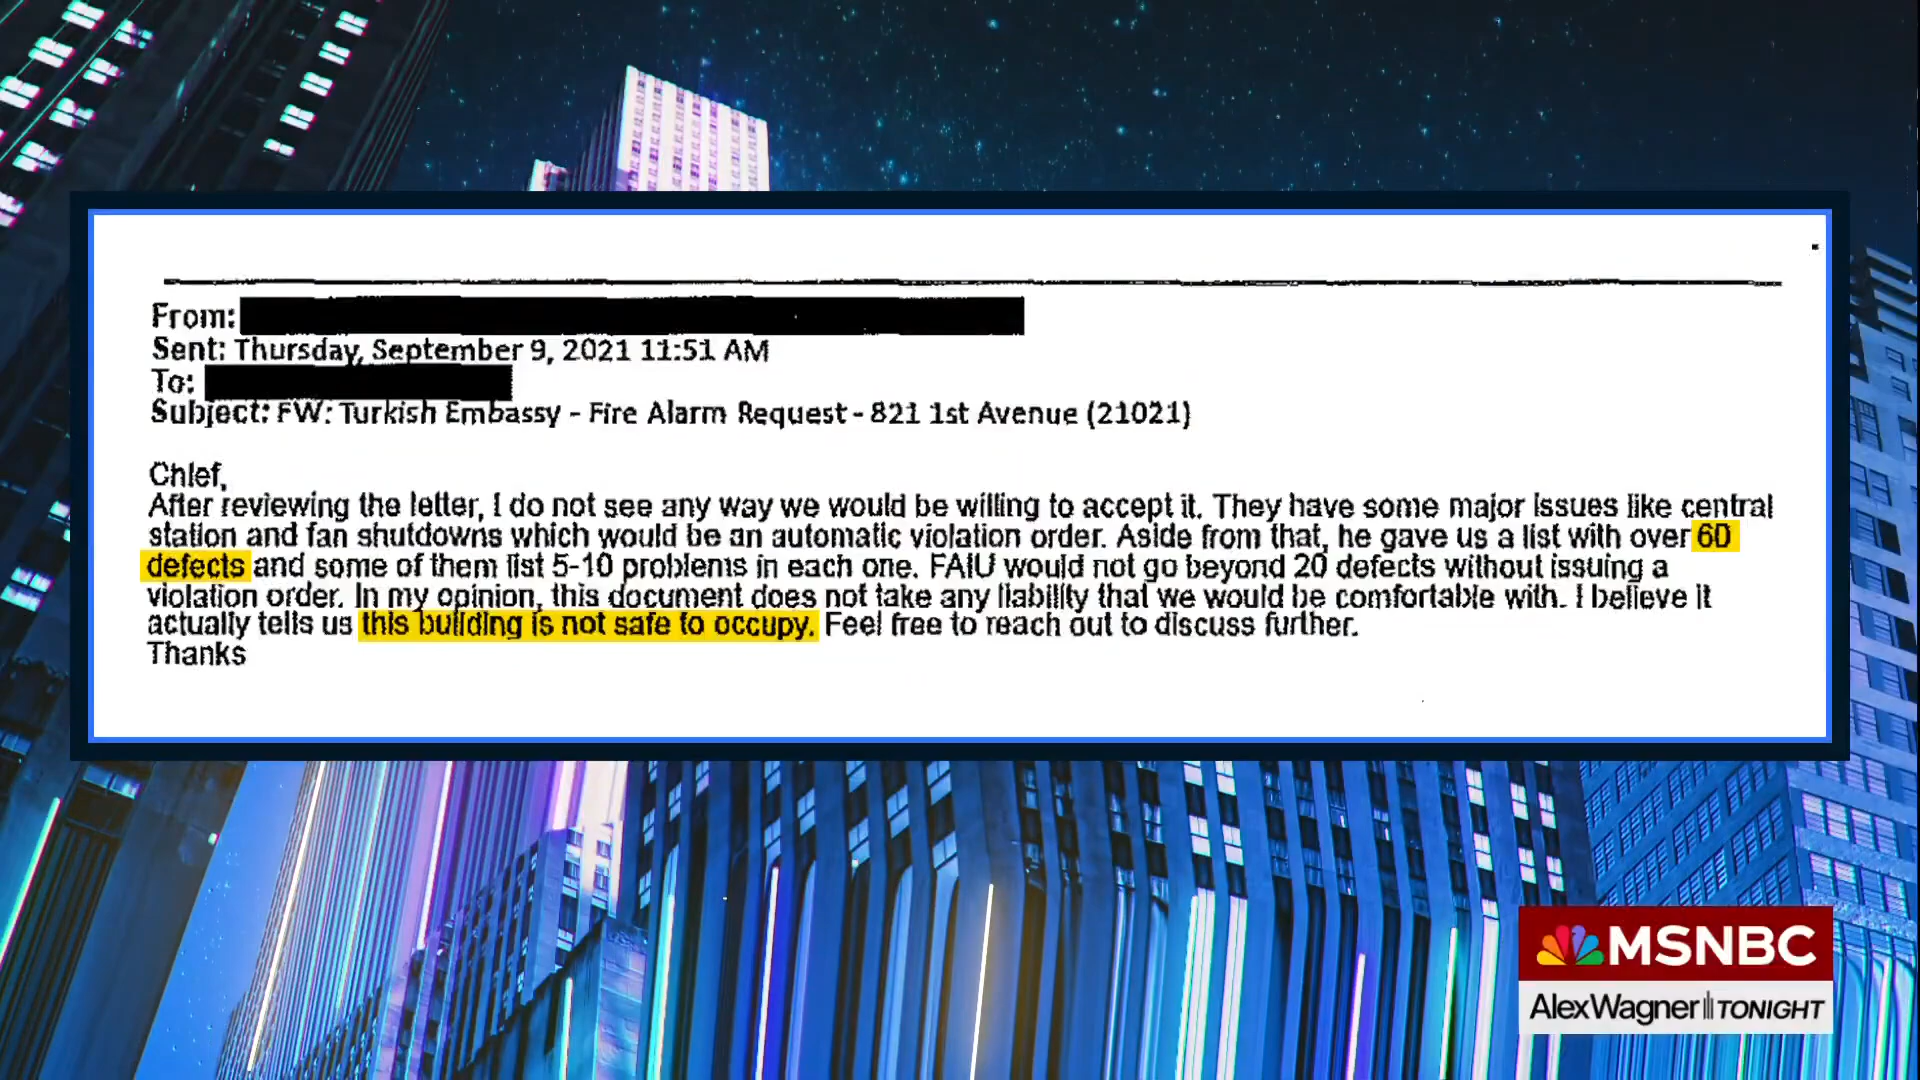 From:
Sent: Thursday, September 9, 2021 11:51 AM
To:
Subject: FW: Turkish Embassy - Fire Alarm Request - 821 1st Avenue (21021)
Chief,
After reviewing the letter, I do not see any way we would be willing to accept it. They have some major issues like central
station and fan shutdowns which would be an automatic violation order. Aside from that, he gave us a list with over 60
defects and some of them list 5-10 problems in each one. FAIU would not go beyond 20 defects without issuing a
violation order. In my opinion, this document does not take any liability that we would be comfortable with. I believe it
actually tells us this building is not safe to occupy. Feel free to reach out to discuss further.
Thanks
MSNBC
AlexWagner TONIGHT